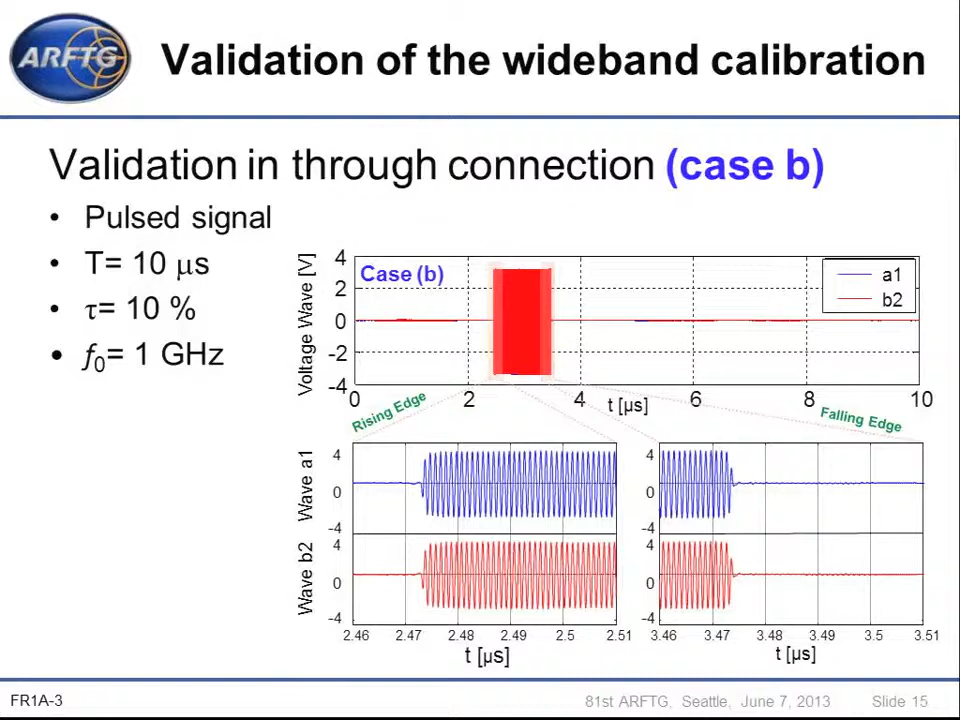 ARFTG
Validation of the wideband calibration
Validation in through connection (case b)
• Pulsed signal
• T= 10 μs
• τ= 10 %
• f0= 1 GHz
Voltage Wave [V]
4
2
0
-2
-4
Case (b)
a1
b2
0 2 4 6 8 10
t [μs]
Rising Edge
Falling Edge
Wave a1
4
0
-4
4
0
-4
Wave b2
4
0
-4
4
0
-4
2.46 2.47 2.48 2.49 2.5 2.51
3.46 3.47 3.48 3.49 3.5 3.51
t [μs]
t [μs]
FR1A-3
81st ARFTG, Seattle, June 7, 2013
Slide 15